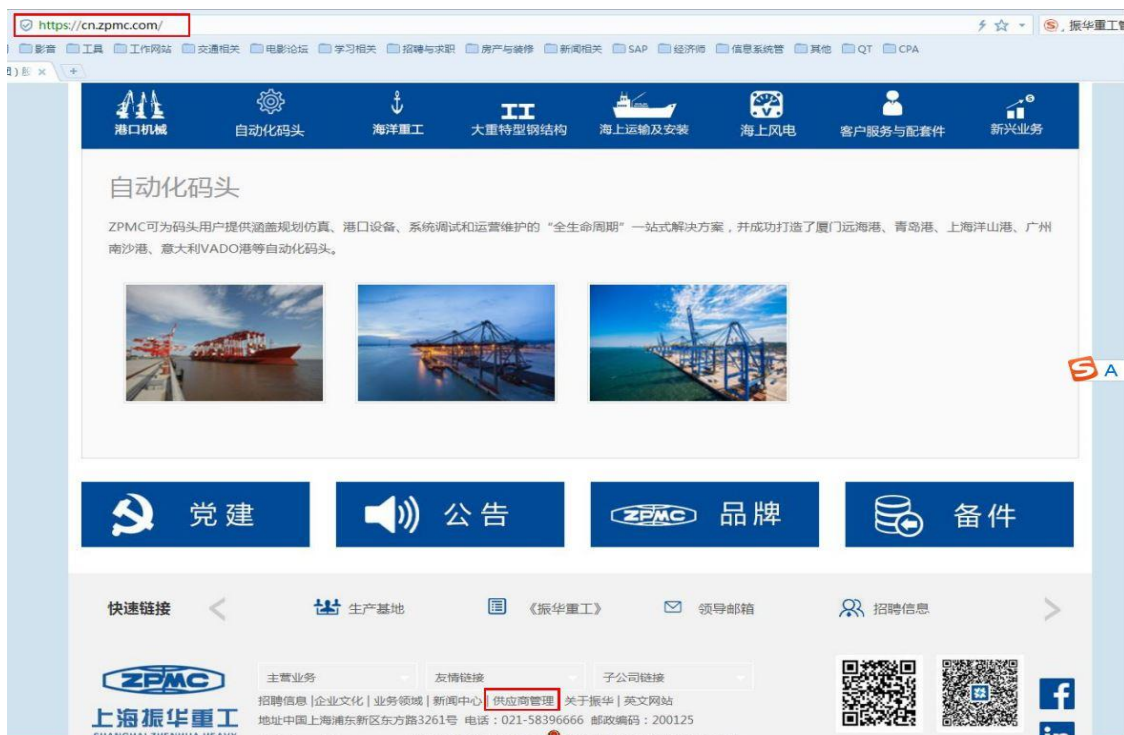 https://cn.zpmc.com/
振华重工
影音 工具 工作网站 交通相关 电影论坛 学习相关 招聘与求职 房产与装修 新闻相关 SAP 经济师 信息系统管 其他 QT CPA
港口机械 自动化码头 海洋重工 大重特型钢结构 海上运输及安装 海上风电 客户服务与配套件 新兴业务
自动化码头
ZPMC可为码头用户提供涵盖规划仿真、港口设备、系统调试和运营维护的“全生命周期”一站式解决方案，并成功打造了厦门远海港、青岛港、上海洋山港、广州
南沙港、意大利VADO港等自动化码头。
S A
党建 公告 ZPMC 品牌 备件
快速链接 生产基地 《振华重工》 领导邮箱 招聘信息
ZPMC
上海振华重工
SHANGHAI ZHENHUA HEAVY
主营业务 友情链接 子公司链接
招聘信息 |企业文化 | 业务领域 | 新闻中心 | 供应商管理 | 关于振华 | 英文网站
地址中国上海浦东新区东方路3261号 电话：021-58396666 邮政编码：200125
f
in